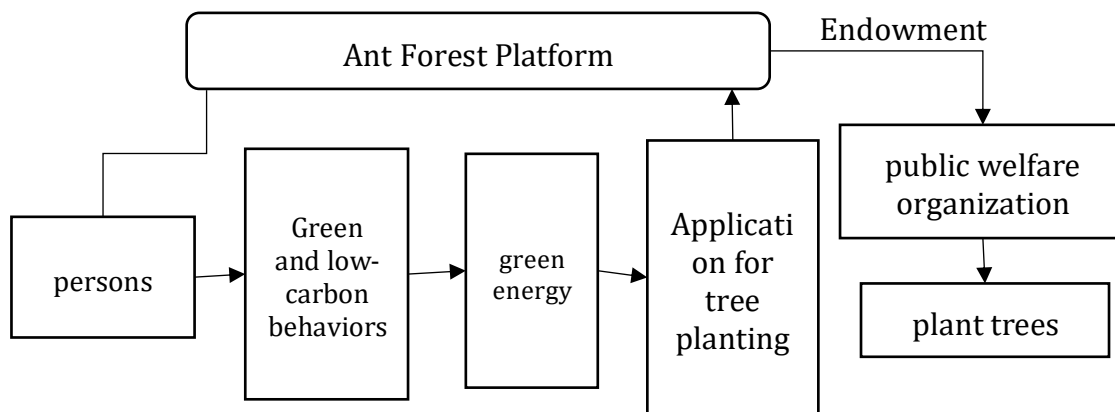 Endowment
Ant Forest Platform
public welfare
organization
persons
Green
and low-
carbon
behaviors
green
energy
Applicati
on for
tree
planting
plant trees